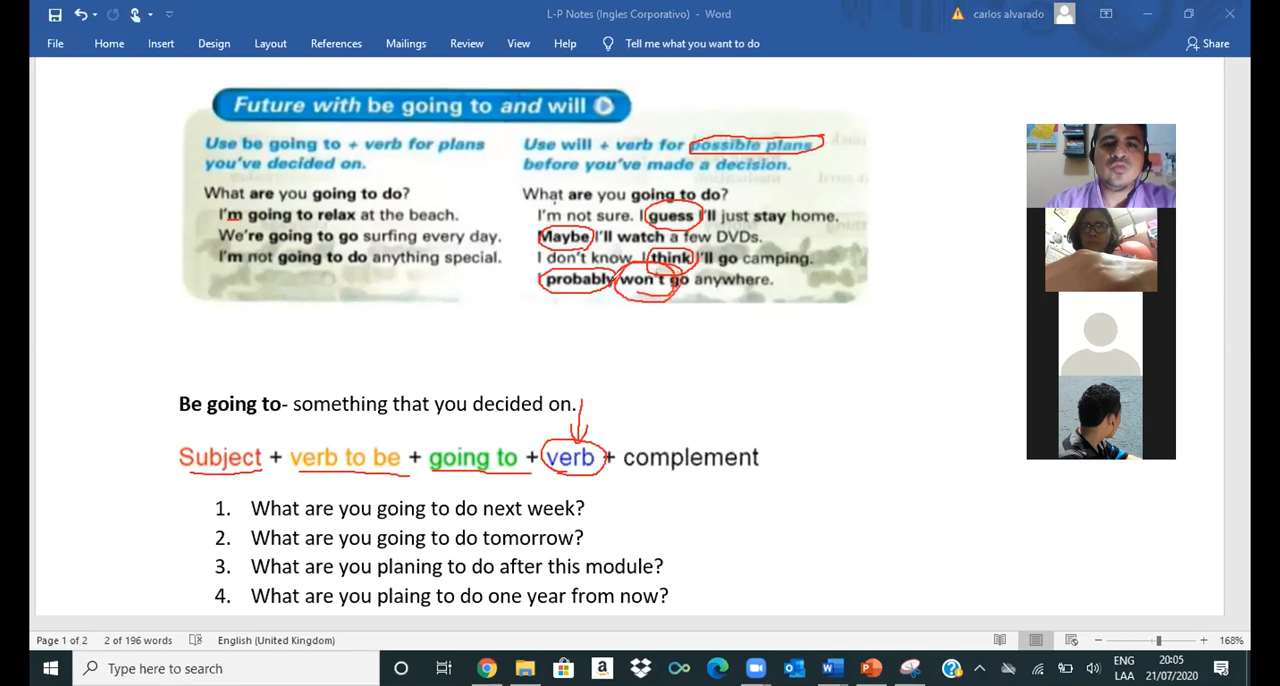 L-P Notes (Ingles Corporativo) - Word
carlos alvarado
File Home Insert Design Layout References Mailings Review View Help Tell me what you want to do Share
Future with be going to and will
Use be going to + verb for plans
you've decided on.
What are you going to do?
I'm going to relax at the beach.
We're going to go surfing every day.
I'm not going to do anything special.
Use will + verb for possible plans
before you've made a decision.
What are you going to do?
I'm not sure. I guess I'll just stay home.
Maybe I'll watch a few DVDs.
I don't know. I think I'll go camping.
I probably won't go anywhere.
Be going to- something that you decided on.
Subject + verb to be + going to + verb + complement
1. What are you going to do next week?
2. What are you going to do tomorrow?
3. What are you planing to do after this module?
4. What are you plaing to do one year from now?
Page 1 of 2 2 of 196 words English (United Kingdom) 168%
Type here to search
ENG 20:05
LAA 21/07/2020